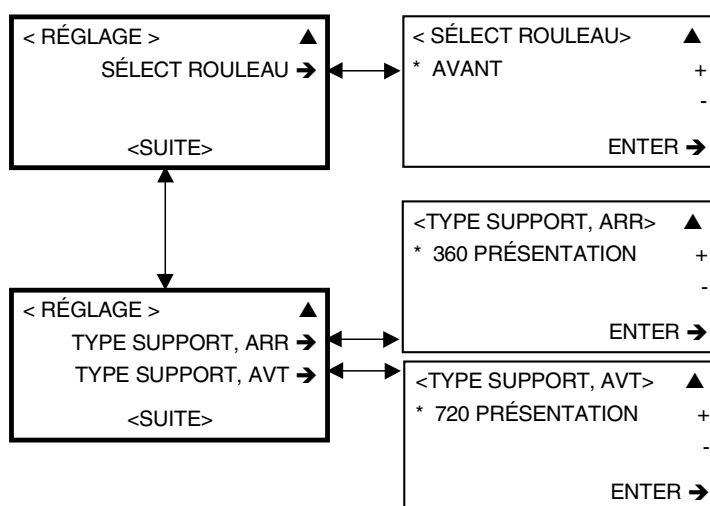 < RÉGLAGE > ▲
SÉLECT ROULEAU ➔
<SUITE>
< SÉLECT ROULEAU> ▲
* AVANT +
-
ENTER ➔
<TYPE SUPPORT, ARR> ▲
* 360 PRÉSENTATION +
-
ENTER ➔
< RÉGLAGE > ▲
TYPE SUPPORT, ARR ➔
TYPE SUPPORT, AVT ➔
<SUITE>
<TYPE SUPPORT, AVT> ▲
* 720 PRÉSENTATION +
-
ENTER ➔